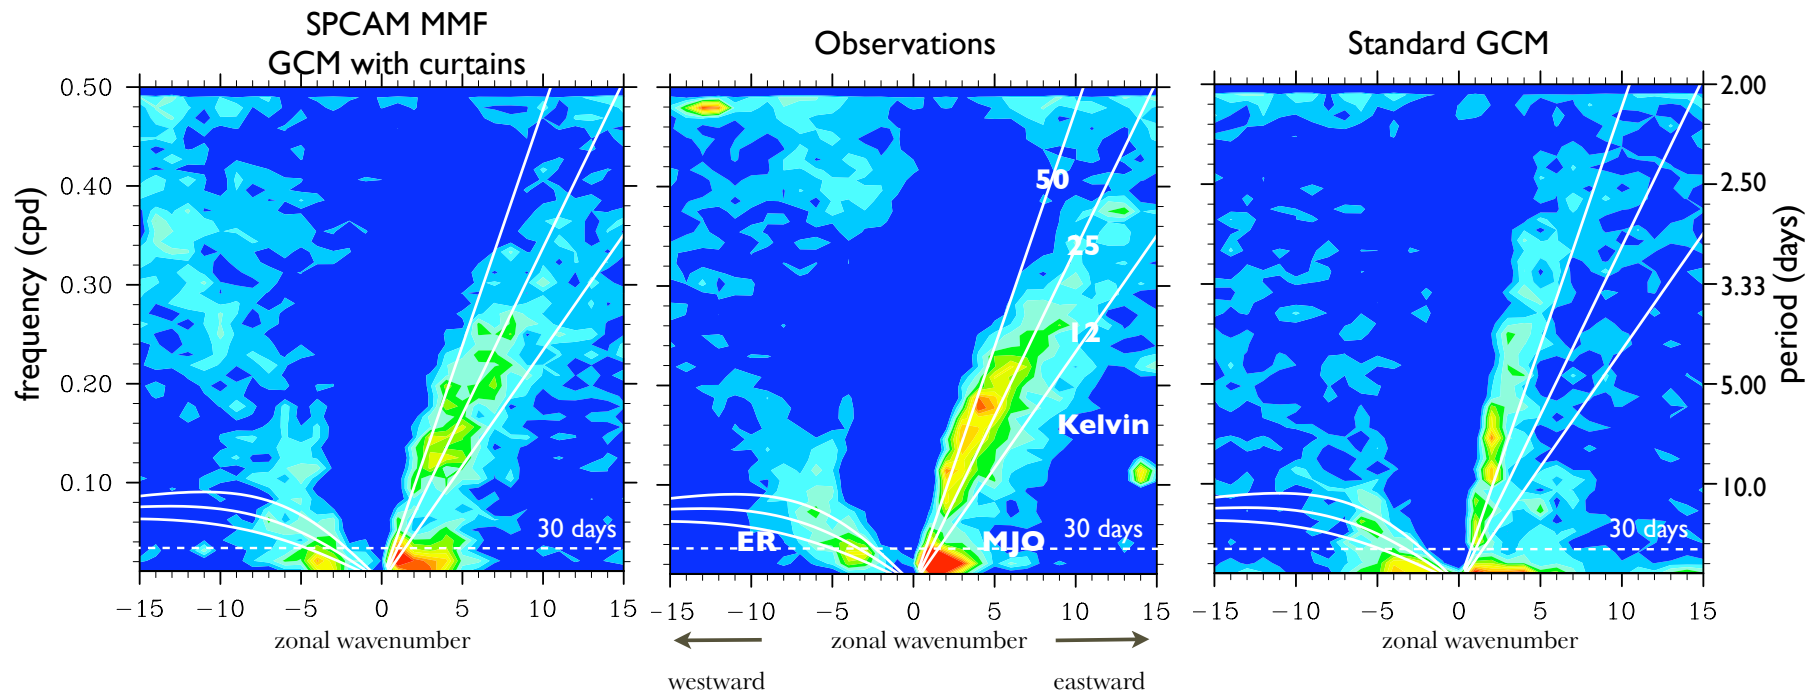 SPCAM MMF
GCM with curtains
Observations
Standard GCM
frequency (cpd)
0.50
0.40
0.30
0.20
0.10
30 days
−15 −10 −5 0 5 10 15
zonal wavenumber
50
25
12
Kelvin
ER
MJO
30 days
−15 −10 −5 0 5 10 15
zonal wavenumber
westward
eastward
30 days
−15 −10 −5 0 5 10 15
zonal wavenumber
2.00
2.50
3.33
5.00
10.0
period (days)